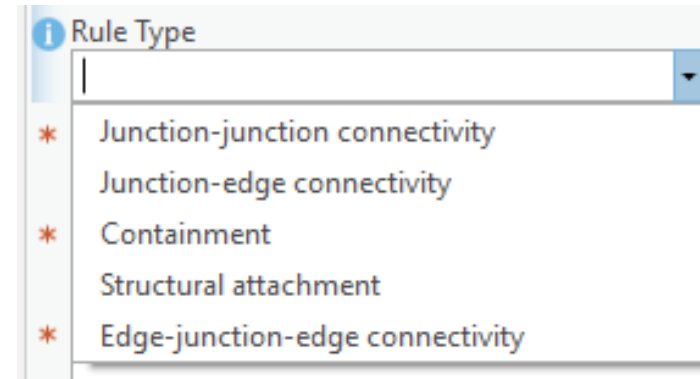 Rule Type
* Junction-junction connectivity
Junction-edge connectivity
* Containment
Structural attachment
* Edge-junction-edge connectivity